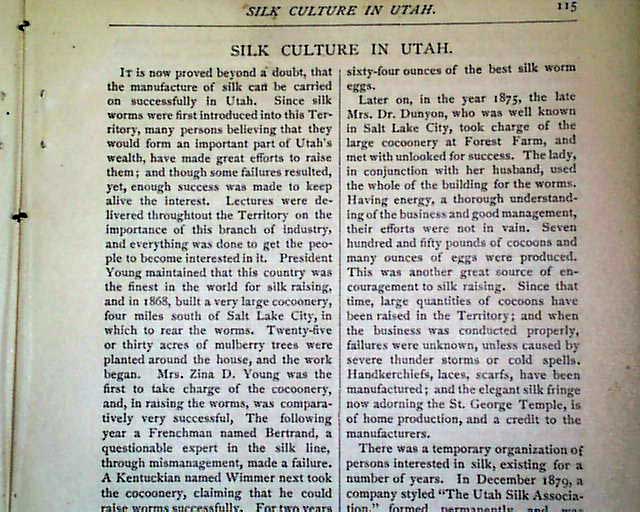 SILK CULTURE IN UTAH.
115
SILK CULTURE IN UTAH.
IT is now proved beyond a doubt, that
the manufacture of silk can be carried
on successfully in Utah. Since silk
worms were first introduced into this Ter-
ritory, many persons believing that they
would form an important part of Utah's
wealth, have made great efforts to raise
them; and though some failures resulted,
yet, enough success was made to keep
alive the interest. Lectures were de-
livered throughtout the Territory on the
importance of this branch of industry,
and everything was done to get the peo-
ple to become interested in it. President
Young maintained that this country was
the finest in the world for silk raising,
and in 1868, built a very large cocoonery,
four miles south of Salt Lake City, in
which to rear the worms. Twenty-five
or thirty acres of mulberry trees were
planted around the house, and the work
began. Mrs. Zina D. Young was the
first to take charge of the cocoonery,
and, in raising the worms, was compara-
tively very successful, The following
year a Frenchman named Bertrand, a
questionable expert in the silk line,
through mismanagement, made a failure.
A Kentuckian named Wimmer next took
the cocoonery, claiming that he could
raise worms successfully. For two years
sixty-four ounces of the best silk worm
eggs.
Later on, in the year 1875, the late
Mrs. Dr. Dunyon, who was well known
in Salt Lake City, took charge of the
large cocoonery at Forest Farm, and
met with unlooked for success. The lady,
in conjunction with her husband, used
the whole of the building for the worms.
Having energy, a thorough understand-
ing of the business and good management,
their efforts were not in vain. Seven
hundred and fifty pounds of cocoons and
many ounces of eggs were produced.
This was another great source of en-
couragement to silk raising. Since that
time, large quantities of cocoons have
been raised in the Territory; and when
the business was conducted properly,
failures were unknown, unless caused by
severe thunder storms or cold spells.
Handkerchiefs, laces, scarfs, have been
manufactured; and the elegant silk fringe
now adorning the St. George Temple, is
of home production, and a credit to the
manufacturers.
There was a temporary organization of
persons interested in silk, existing for a
number of years. In December 1879, a
company styled "The Utah Silk Associa-
tion," formed permanently and was